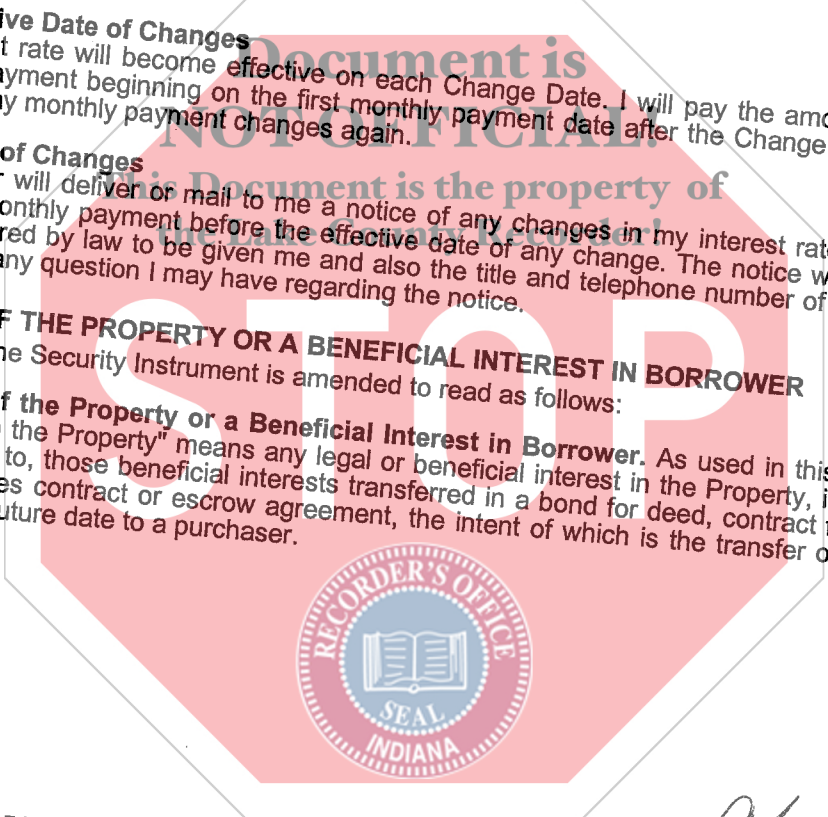 ive Date of Changes
t rate will become effective on each Change Date. I will pay the amo
ayment beginning on the first monthly payment date after the Change
y monthly payment changes again.
of Changes
r will deliver or mail to me a notice of any changes in my interest rat
onthly payment before the effective date of any change. The notice w
red by law to be given me and also the title and telephone number of
any question I may have regarding the notice.
F THE PROPERTY OR A BENEFICIAL INTEREST IN BORROWER
ne Security Instrument is amended to read as follows:
f the Property or a Beneficial Interest in Borrower. As used in this
the Property" means any legal or beneficial interest in the Property, i
to, those beneficial interests transferred in a bond for deed, contract
es contract or escrow agreement, the intent of which is the transfer o
uture date to a purchaser.
Document is
NOT OFFICIAL!
This Document is the property of
the Lake County Recorder!
STOP
RECORDER'S OFFICE
SEAL
INDIANA